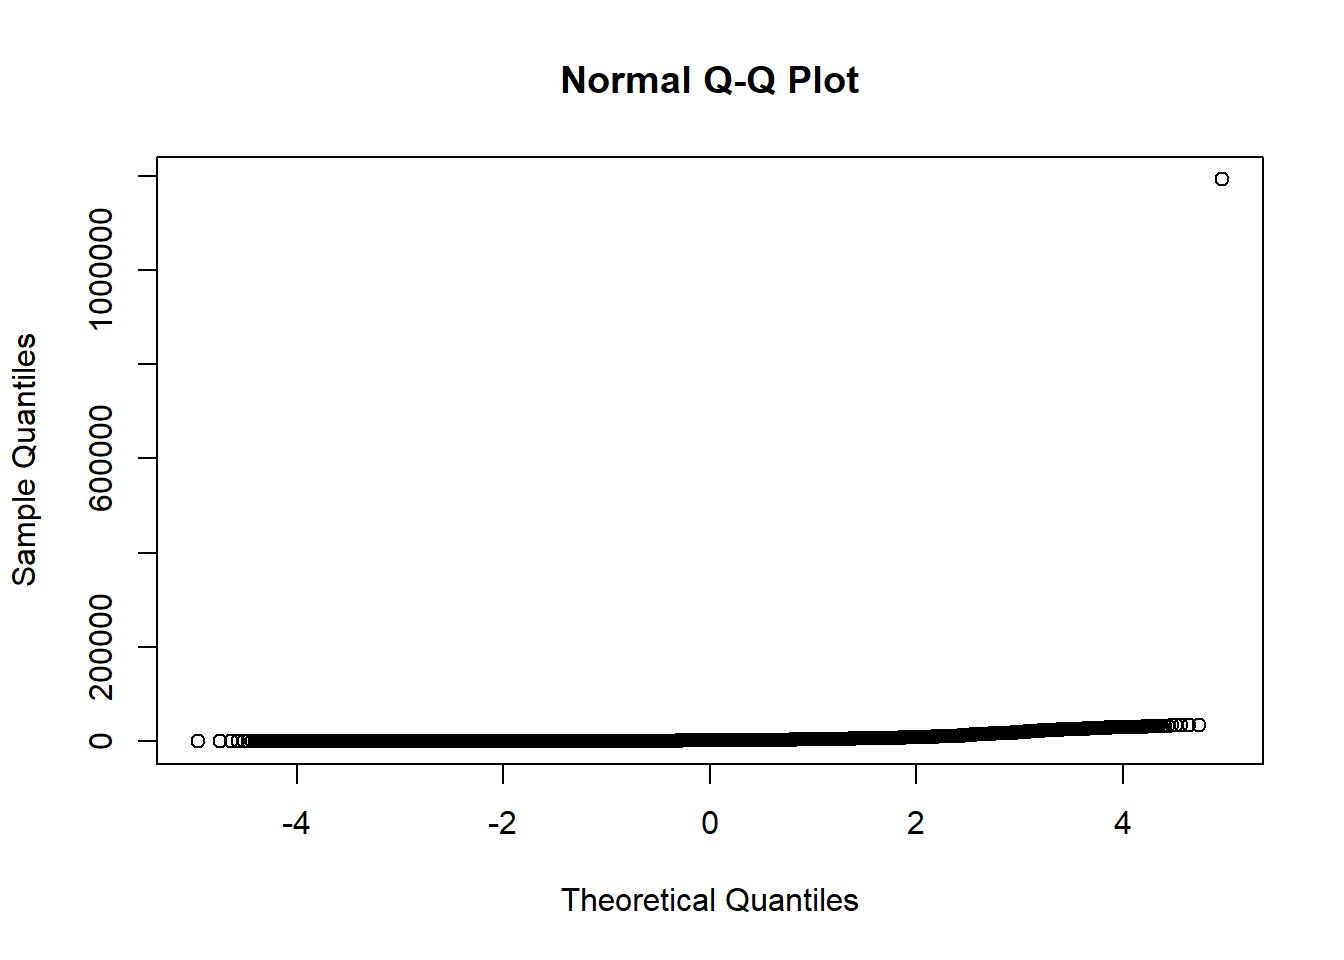 Normal Q-Q Plot
Sample Quantiles
1000000
600000
200000
0
-4 -2 0 2 4
Theoretical Quantiles